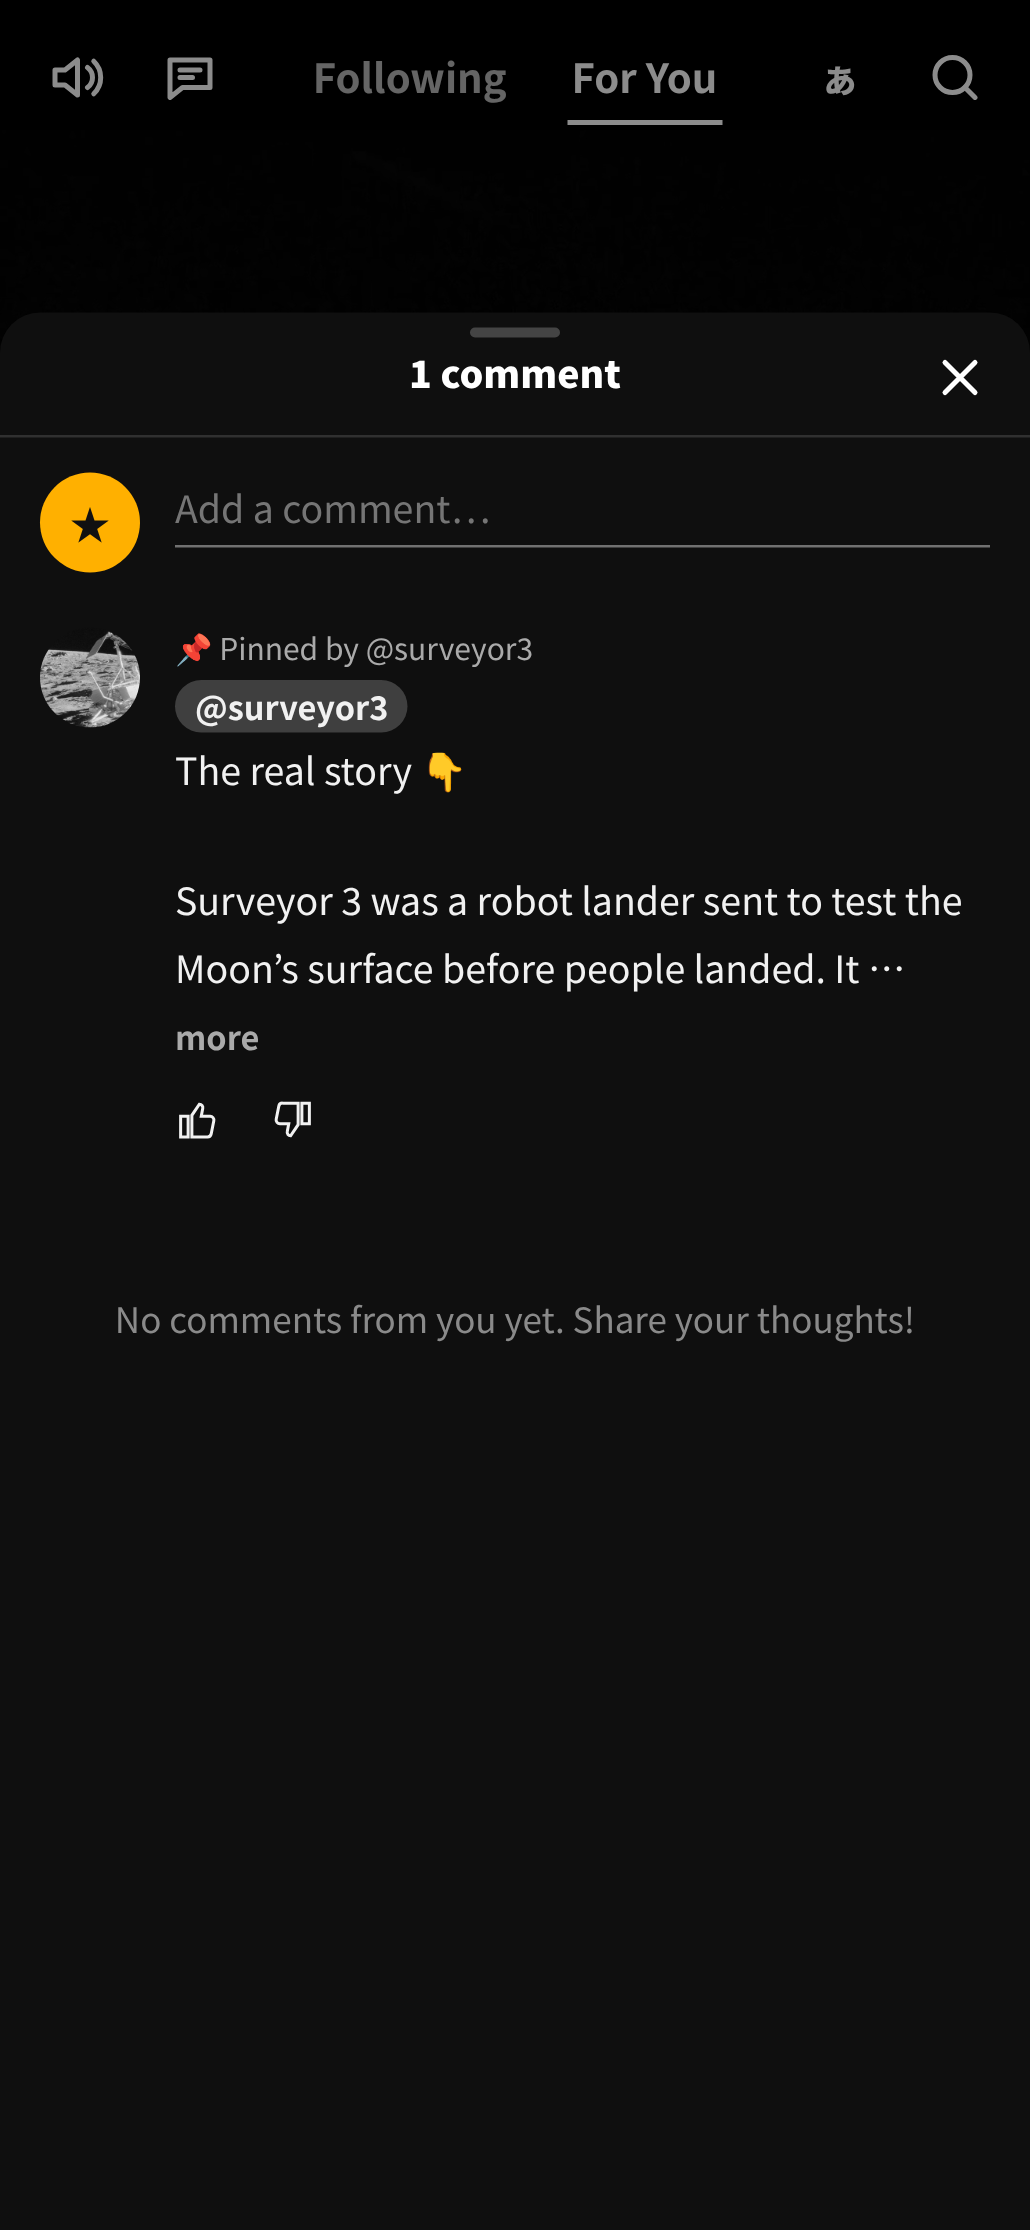 Following
For You
あ
1 comment
Add a comment…
📌 Pinned by @surveyor3
@surveyor3
The real story 👇
Surveyor 3 was a robot lander sent to test the
Moon’s surface before people landed. It …
more
No comments from you yet. Share your thoughts!